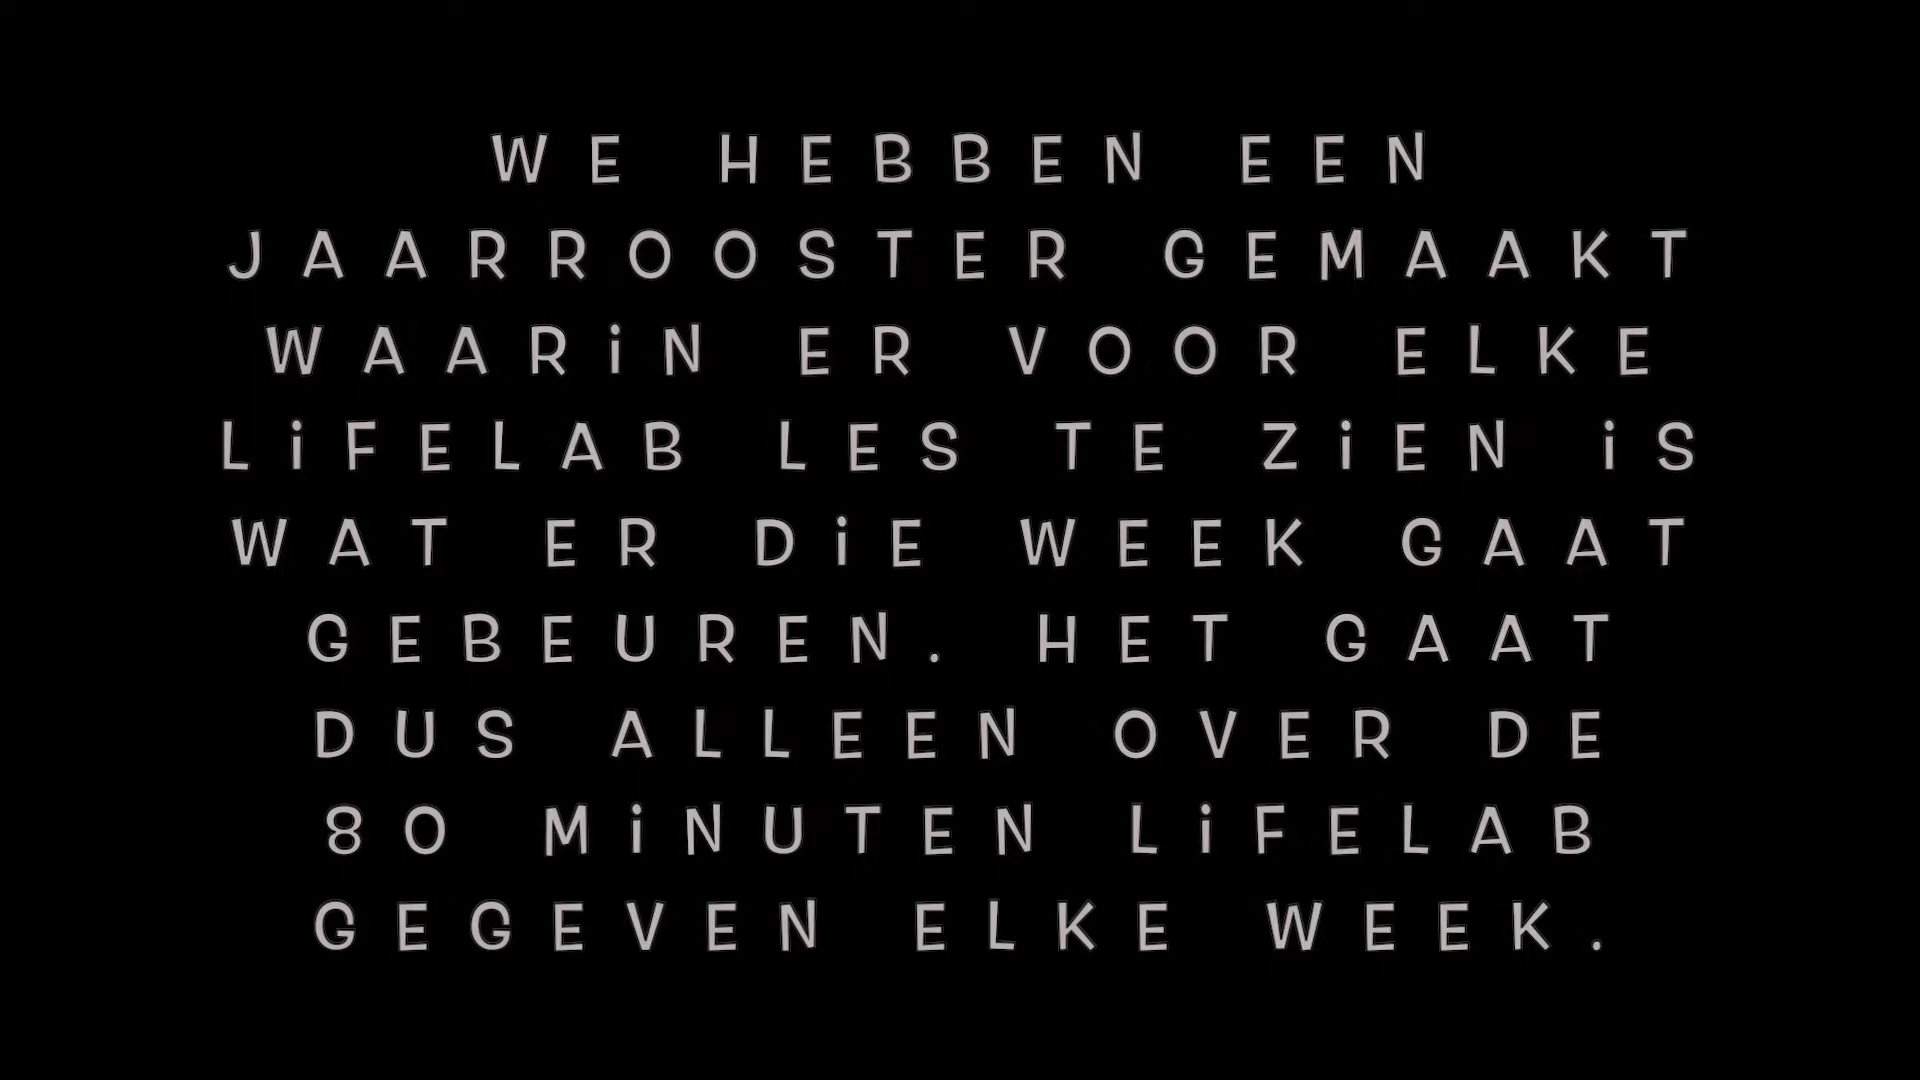 WE HEBBEN EEN
JAARROOSTER GEMAAKT
WAARiN ER VOOR ELKE
LiFELAB LES TE ZiEN iS
WAT ER DiE WEEK GAAT
GEBEUREN. HET GAAT
DUS ALLEEN OVER DE
80 MiNUTEN LiFELAB
GEGEVEN ELKE WEEK.